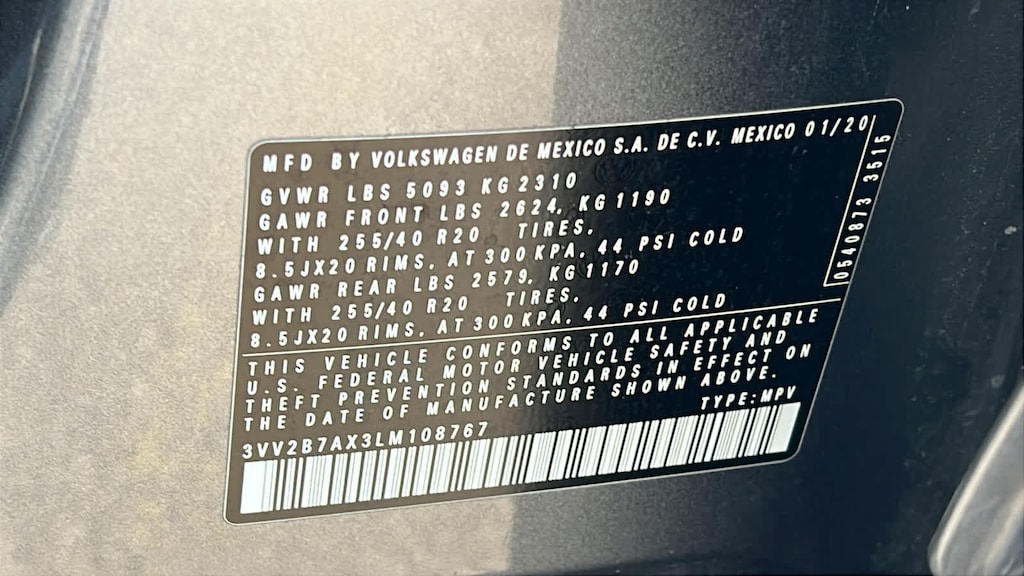 MFD BY VOLKSWAGEN DE MEXICO S.A. DE C.V. MEXICO 01/20
GVWR LBS 5093 KG 2310
GAWR FRONT LBS 2624, KG 1190
WITH 255/40 R20 TIRES.
8.5JX20 RIMS, AT 300 KPA, 44 PSI COLD
GAWR REAR LBS 2579, KG 1170
WITH 255/40 R20 TIRES.
8.5JX20 RIMS, AT 300 KPA, 44 PSI COLD
0540873 3515
THIS VEHICLE CONFORMS TO ALL APPLICABLE
U.S. FEDERAL MOTOR VEHICLE SAFETY AND
THEFT PREVENTION STANDARDS IN EFFECT ON
THE DATE OF MANUFACTURE SHOWN ABOVE.
TYPE:MPV
3VV2B7AX3LM108767